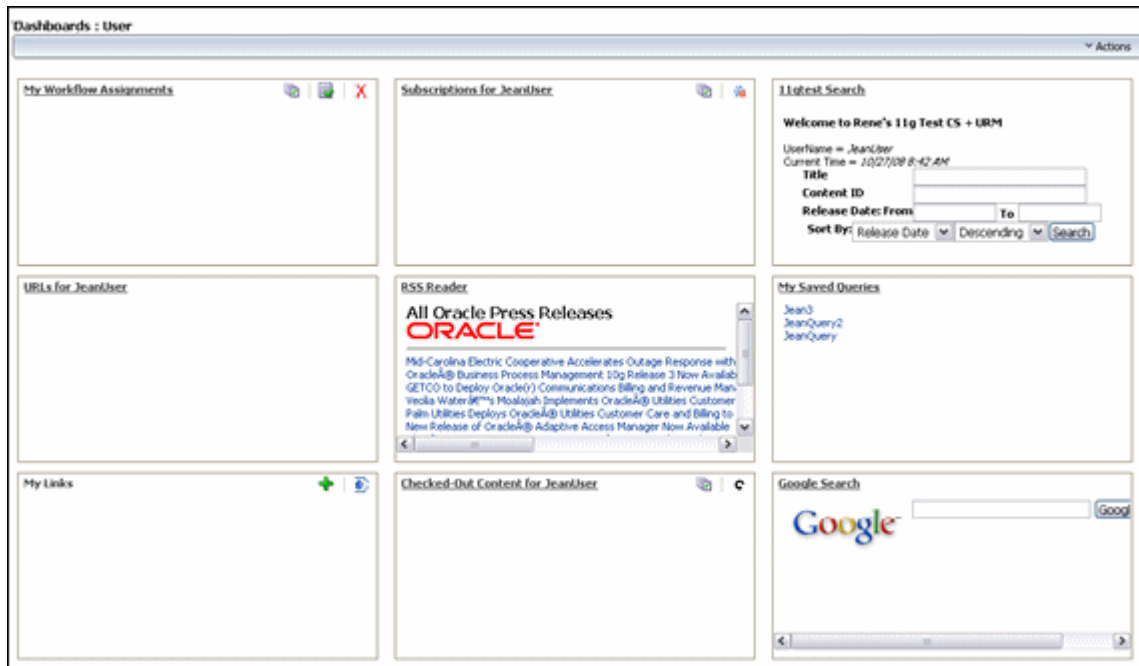 Dashboards : User
Actions
My Workflow Assignments
Subscriptions for JeanUser
11gtest Search
Welcome to Rene's 11g Test CS + URM
UserName = JeanUser
Current Time = 10/27/08 8:42 AM
Title
Content ID
Release Date: From To
Sort By: Release Date Descending Search
URLs for JeanUser
RSS Reader
All Oracle Press Releases
ORACLE
Mid-Carolina Electric Cooperative Accelerates Outage Response with
OracleÂ® Business Process Management 10g Release 3 Now Availab
GETCO to Deploy Oracle(r) Communications Billing and Revenue Man
Veolia Waterâ€™s Moalajah Implements OracleÂ® Utilities Customer
Palm Utilities Deploys OracleÂ® Utilities Customer Care and Billing to
New Release of OracleÂ® Adaptive Access Manager Now Available
My Saved Queries
Jean3
JeanQuery2
JeanQuery
My Links
Checked-Out Content for JeanUser
Google Search
Google
Googl